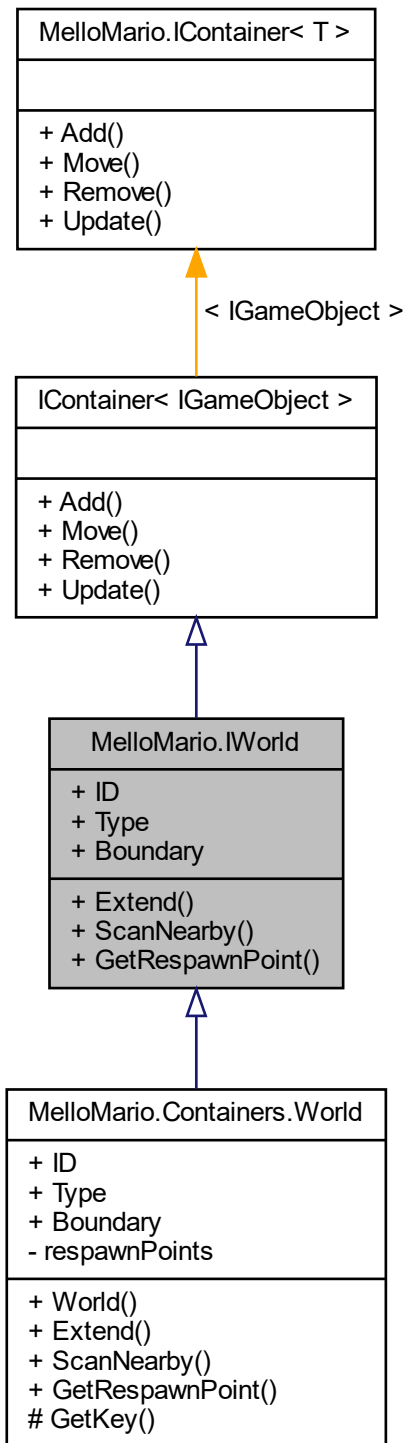 MelloMario.IContainer< T >
+ Add()
+ Move()
+ Remove()
+ Update()
< IGameObject >
IContainer< IGameObject >
+ Add()
+ Move()
+ Remove()
+ Update()
MelloMario.IWorld
+ ID
+ Type
+ Boundary
+ Extend()
+ ScanNearby()
+ GetRespawnPoint()
MelloMario.Containers.World
+ ID
+ Type
+ Boundary
- respawnPoints
+ World()
+ Extend()
+ ScanNearby()
+ GetRespawnPoint()
# GetKey()